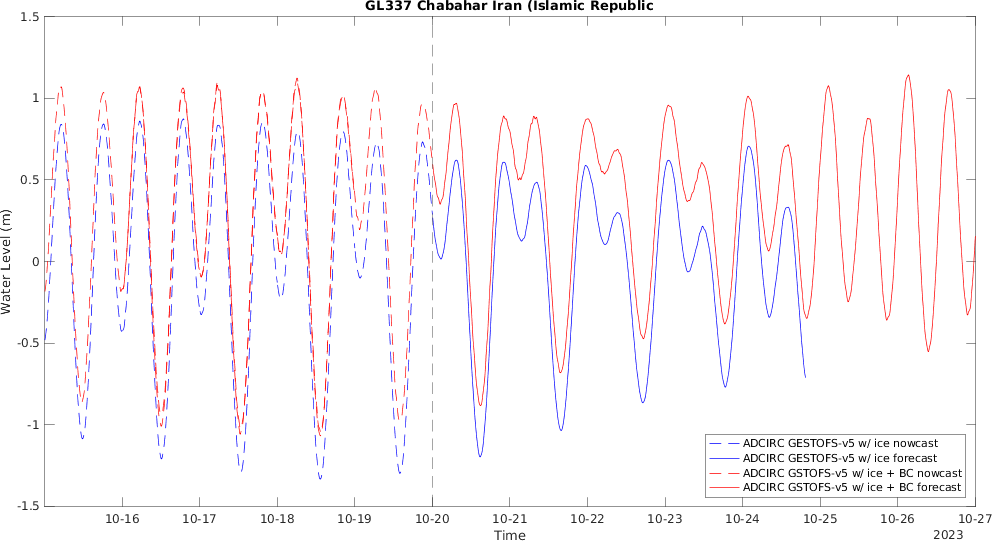 GL337 Chabahar Iran (Islamic Republic
1.5
1
0.5
0
-0.5
-1
-1.5
Water Level (m)
10-16
10-17
10-18
10-19
10-20
10-21
10-22
10-23
10-24
10-25
10-26
10-27
Time
2023
ADCIRC GESTOFS-v5 w/ ice nowcast
ADCIRC GESTOFS-v5 w/ ice forecast
ADCIRC GSTOFS-v5 w/ ice + BC nowcast
ADCIRC GSTOFS-v5 w/ ice + BC forecast